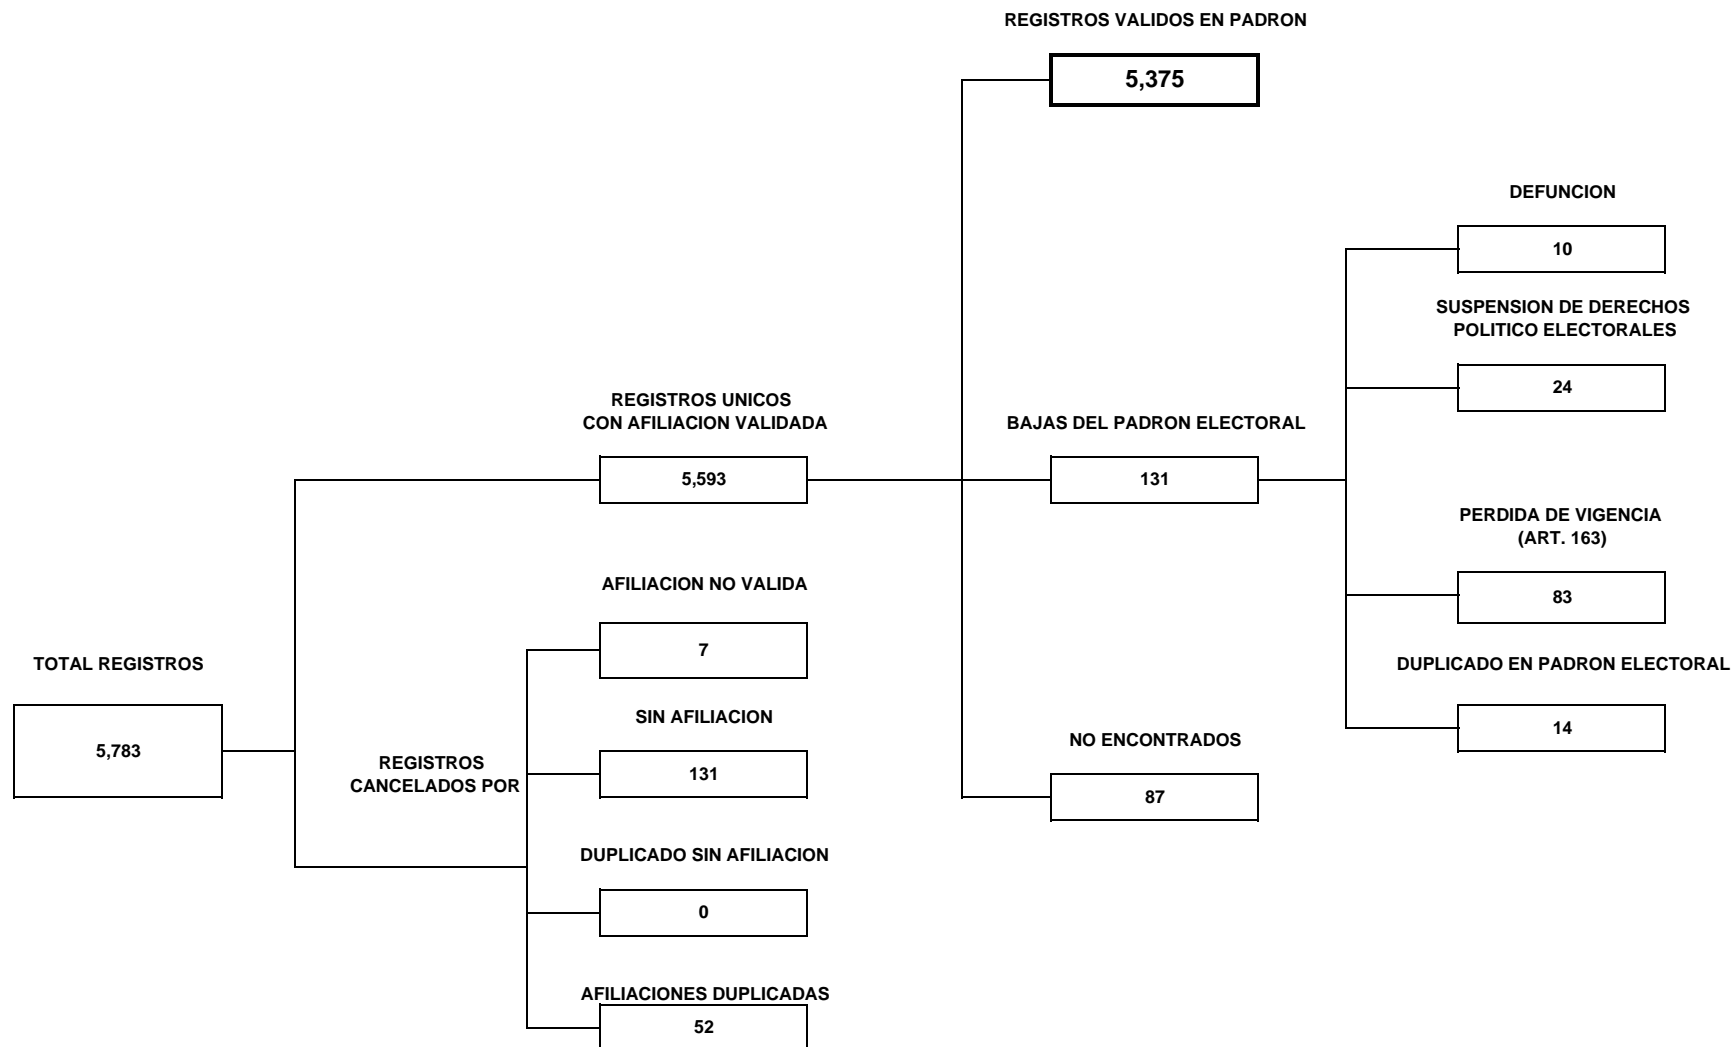 REGISTROS VALIDOS EN PADRON
5,375
DEFUNCION
10
SUSPENSION DE DERECHOS
POLITICO ELECTORALES
24
REGISTROS UNICOS
CON AFILIACION VALIDADA
5,593
BAJAS DEL PADRON ELECTORAL
131
PERDIDA DE VIGENCIA
(ART. 163)
83
AFILIACION NO VALIDA
7
TOTAL REGISTROS
5,783
DUPLICADO EN PADRON ELECTORAL
14
SIN AFILIACION
131
REGISTROS
CANCELADOS POR
NO ENCONTRADOS
87
DUPLICADO SIN AFILIACION
0
AFILIACIONES DUPLICADAS
52